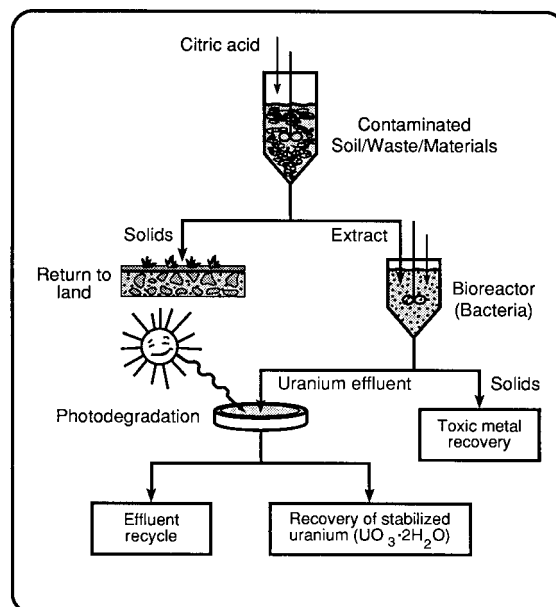 Citric acid
Contaminated
Soil/Waste/Materials
Solids
Extract
Return to
land
Bioreactor
(Bacteria)
Uranium effluent
Solids
Photodegradation
Toxic metal
recovery
Effluent
recycle
Recovery of stabilized
uranium (UO₃·2H₂O)